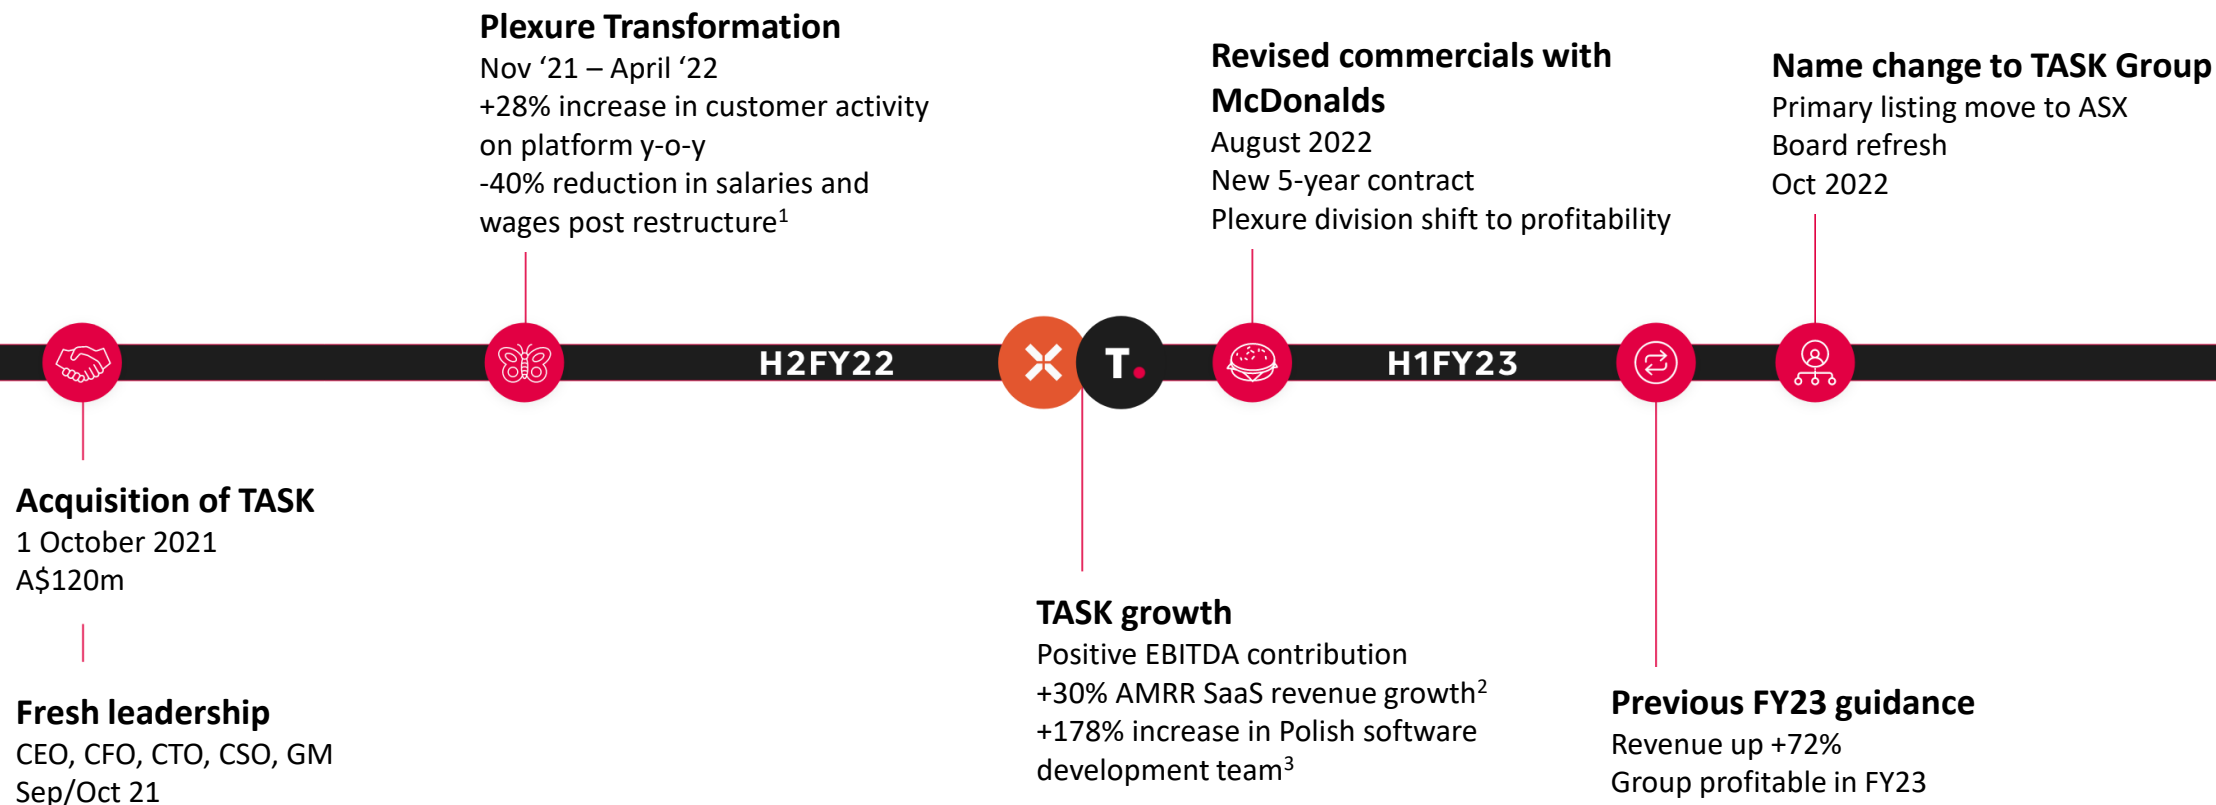 Plexure Transformation
Nov ‘21 – April ‘22
+28% increase in customer activity
on platform y-o-y
-40% reduction in salaries and
wages post restructure¹
Revised commercials with
McDonalds
August 2022
New 5-year contract
Plexure division shift to profitability
Name change to TASK Group
Primary listing move to ASX
Board refresh
Oct 2022
H2FY22
T.
H1FY23
Acquisition of TASK
1 October 2021
A$120m
Fresh leadership
CEO, CFO, CTO, CSO, GM
Sep/Oct 21
TASK growth
Positive EBITDA contribution
+30% AMRR SaaS revenue growth²
+178% increase in Polish software
development team³
Previous FY23 guidance
Revenue up +72%
Group profitable in FY23